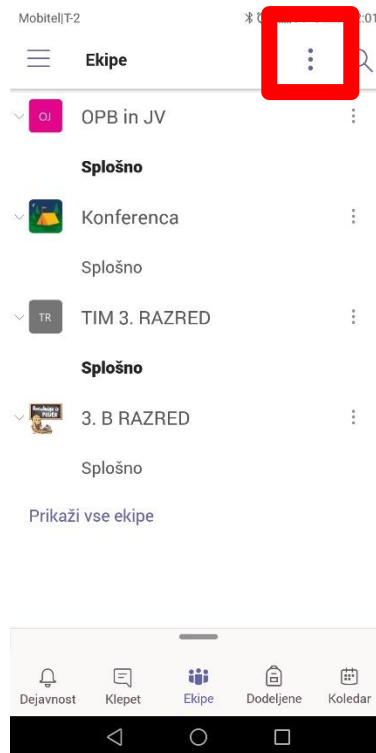 Mobitel|T-2
Ekipe
OJ OPB in JV
Splošno
Konferenca
Splošno
TR TIM 3. RAZRED
Splošno
3. B RAZRED
Splošno
Prikaži vse ekipe
Dejavnost Klepet Ekipe Dodeljene Koledar